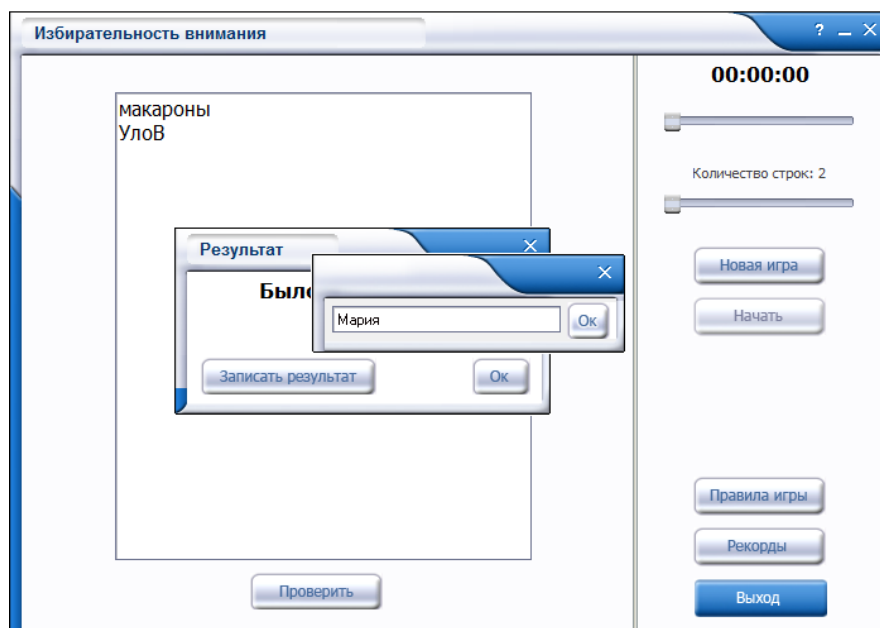 Избирательность внимания
?
00:00:00
макароны
УлоВ
Количество строк: 2
Результат
Мария
Ок
Записать результат
Ок
Новая игра
Начать
Правила игры
Рекорды
Выход
Проверить